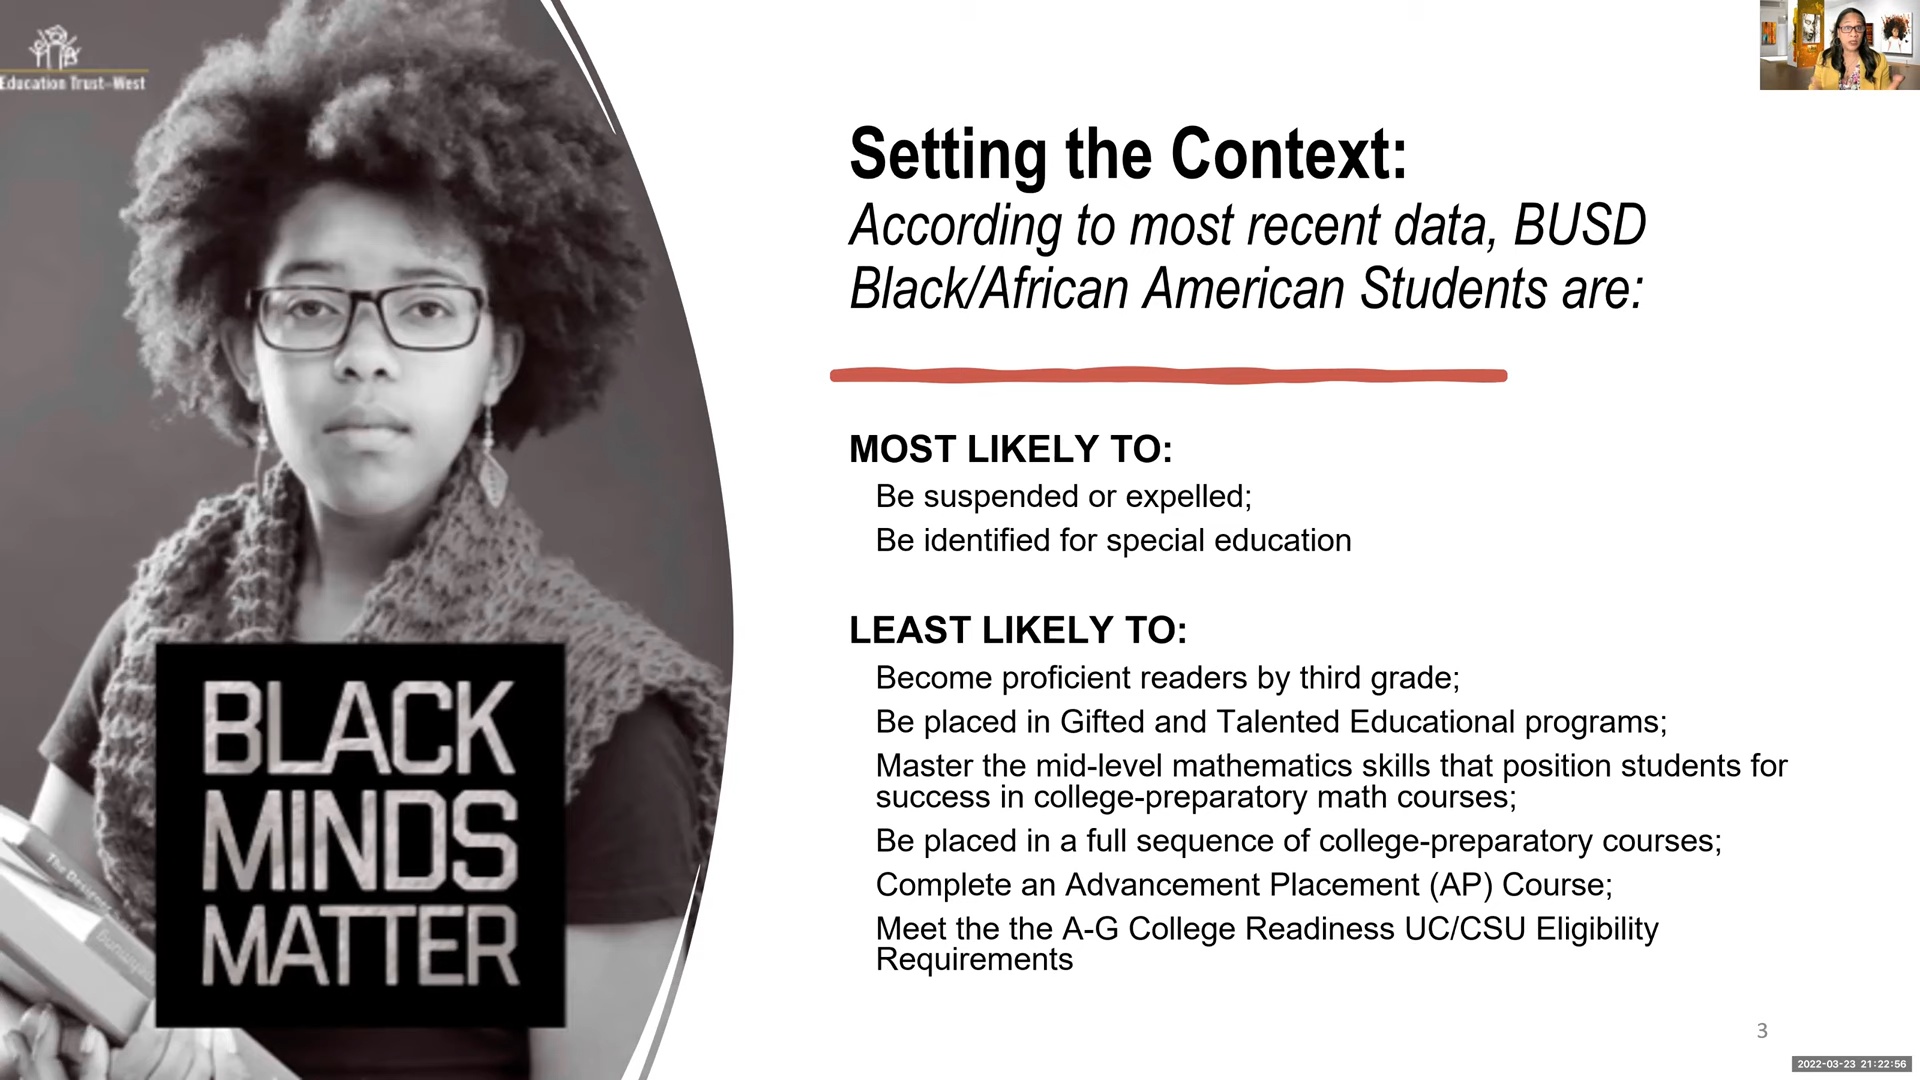 Education Trust-West
Setting the Context:
According to most recent data, BUSD
Black/African American Students are:
MOST LIKELY TO:
Be suspended or expelled;
Be identified for special education
LEAST LIKELY TO:
Become proficient readers by third grade;
Be placed in Gifted and Talented Educational programs;
Master the mid-level mathematics skills that position students for
success in college-preparatory math courses;
Be placed in a full sequence of college-preparatory courses;
Complete an Advancement Placement (AP) Course;
Meet the the A-G College Readiness UC/CSU Eligibility
Requirements
BLACK
MINDS
MATTER
The
3
2022-03-23 21:22:56